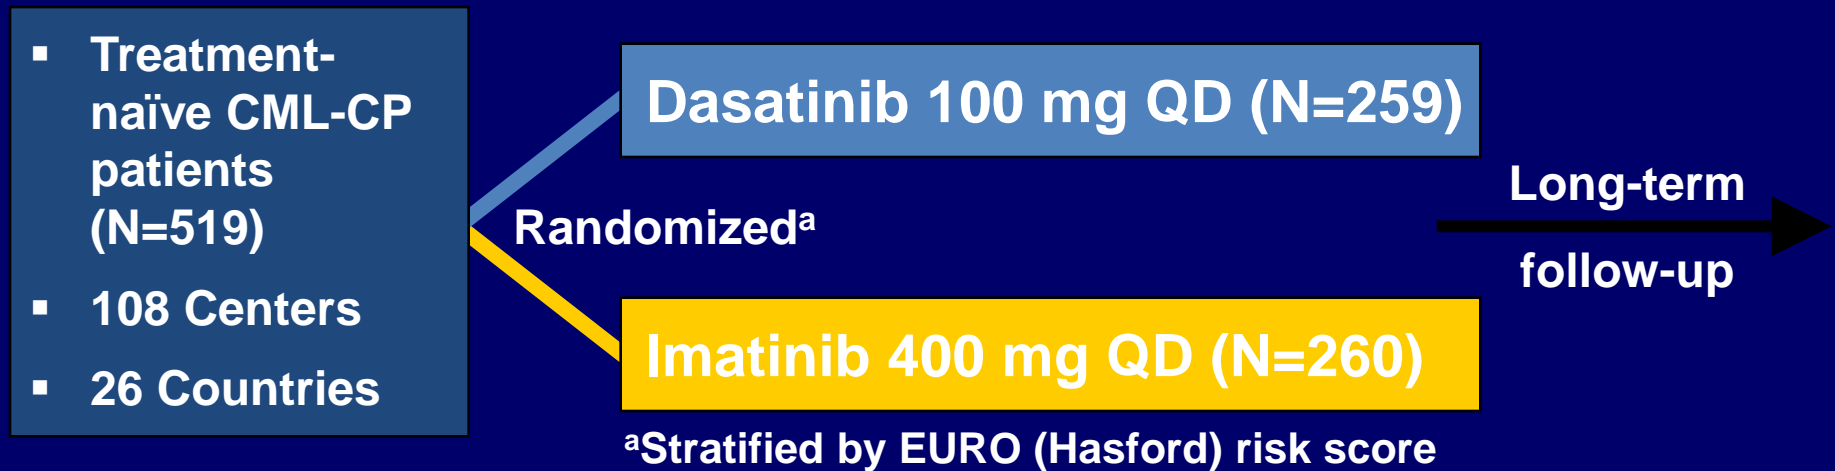 ▪ Treatment-
naïve CML-CP
patients
(N=519)
▪ 108 Centers
▪ 26 Countries
Dasatinib 100 mg QD (N=259)
Randomizedᵃ
Imatinib 400 mg QD (N=260)
ᵃStratified by EURO (Hasford) risk score
Long-term
follow-up